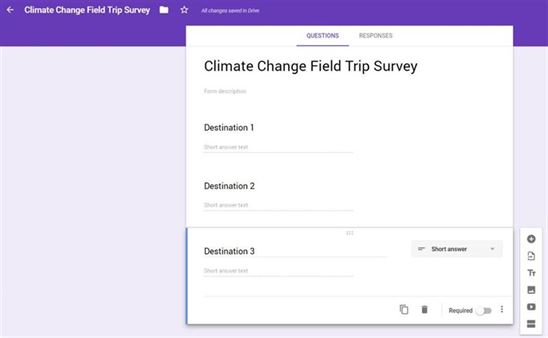 Climate Change Field Trip Survey
All changes saved in Drive
QUESTIONS RESPONSES
Climate Change Field Trip Survey
Form description
Destination 1
Short answer text
Destination 2
Short answer text
Destination 3
Short answer
Short answer text
Required
Tт